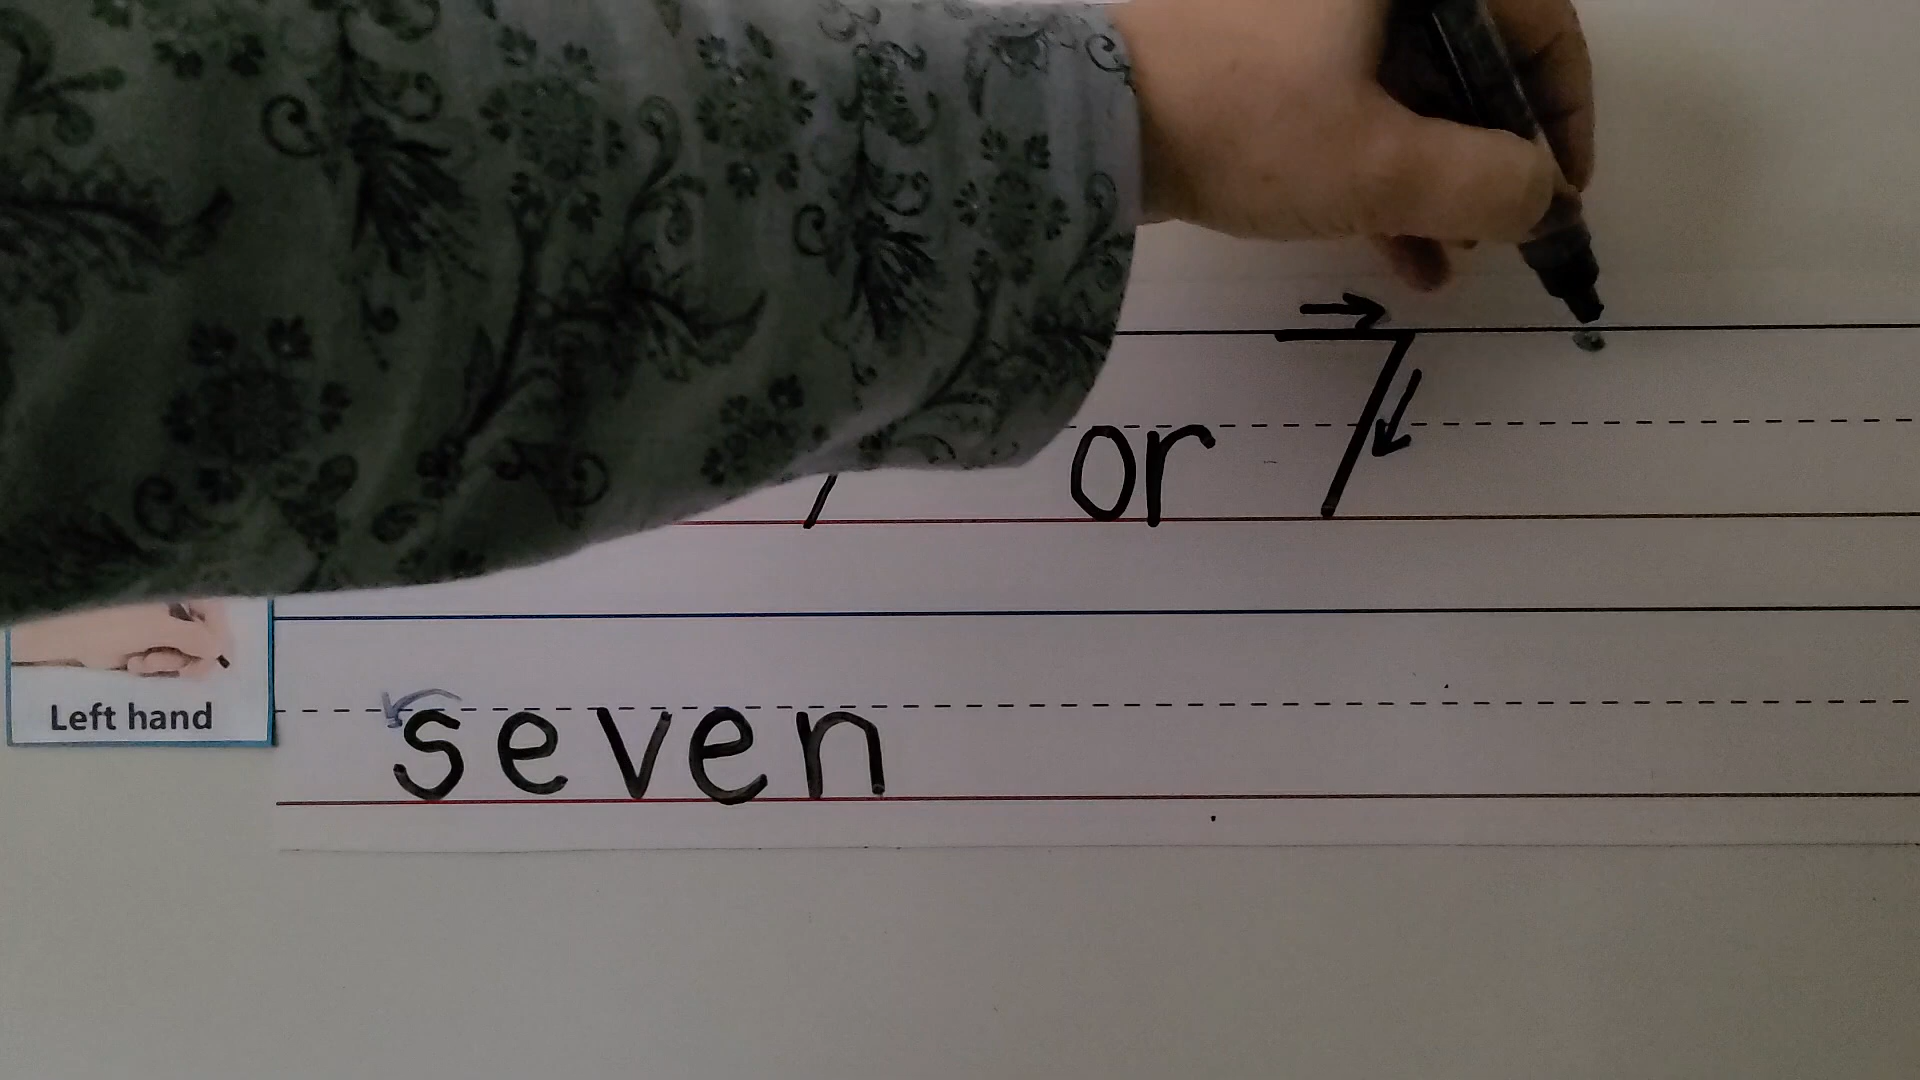 or 7
Left hand
seven